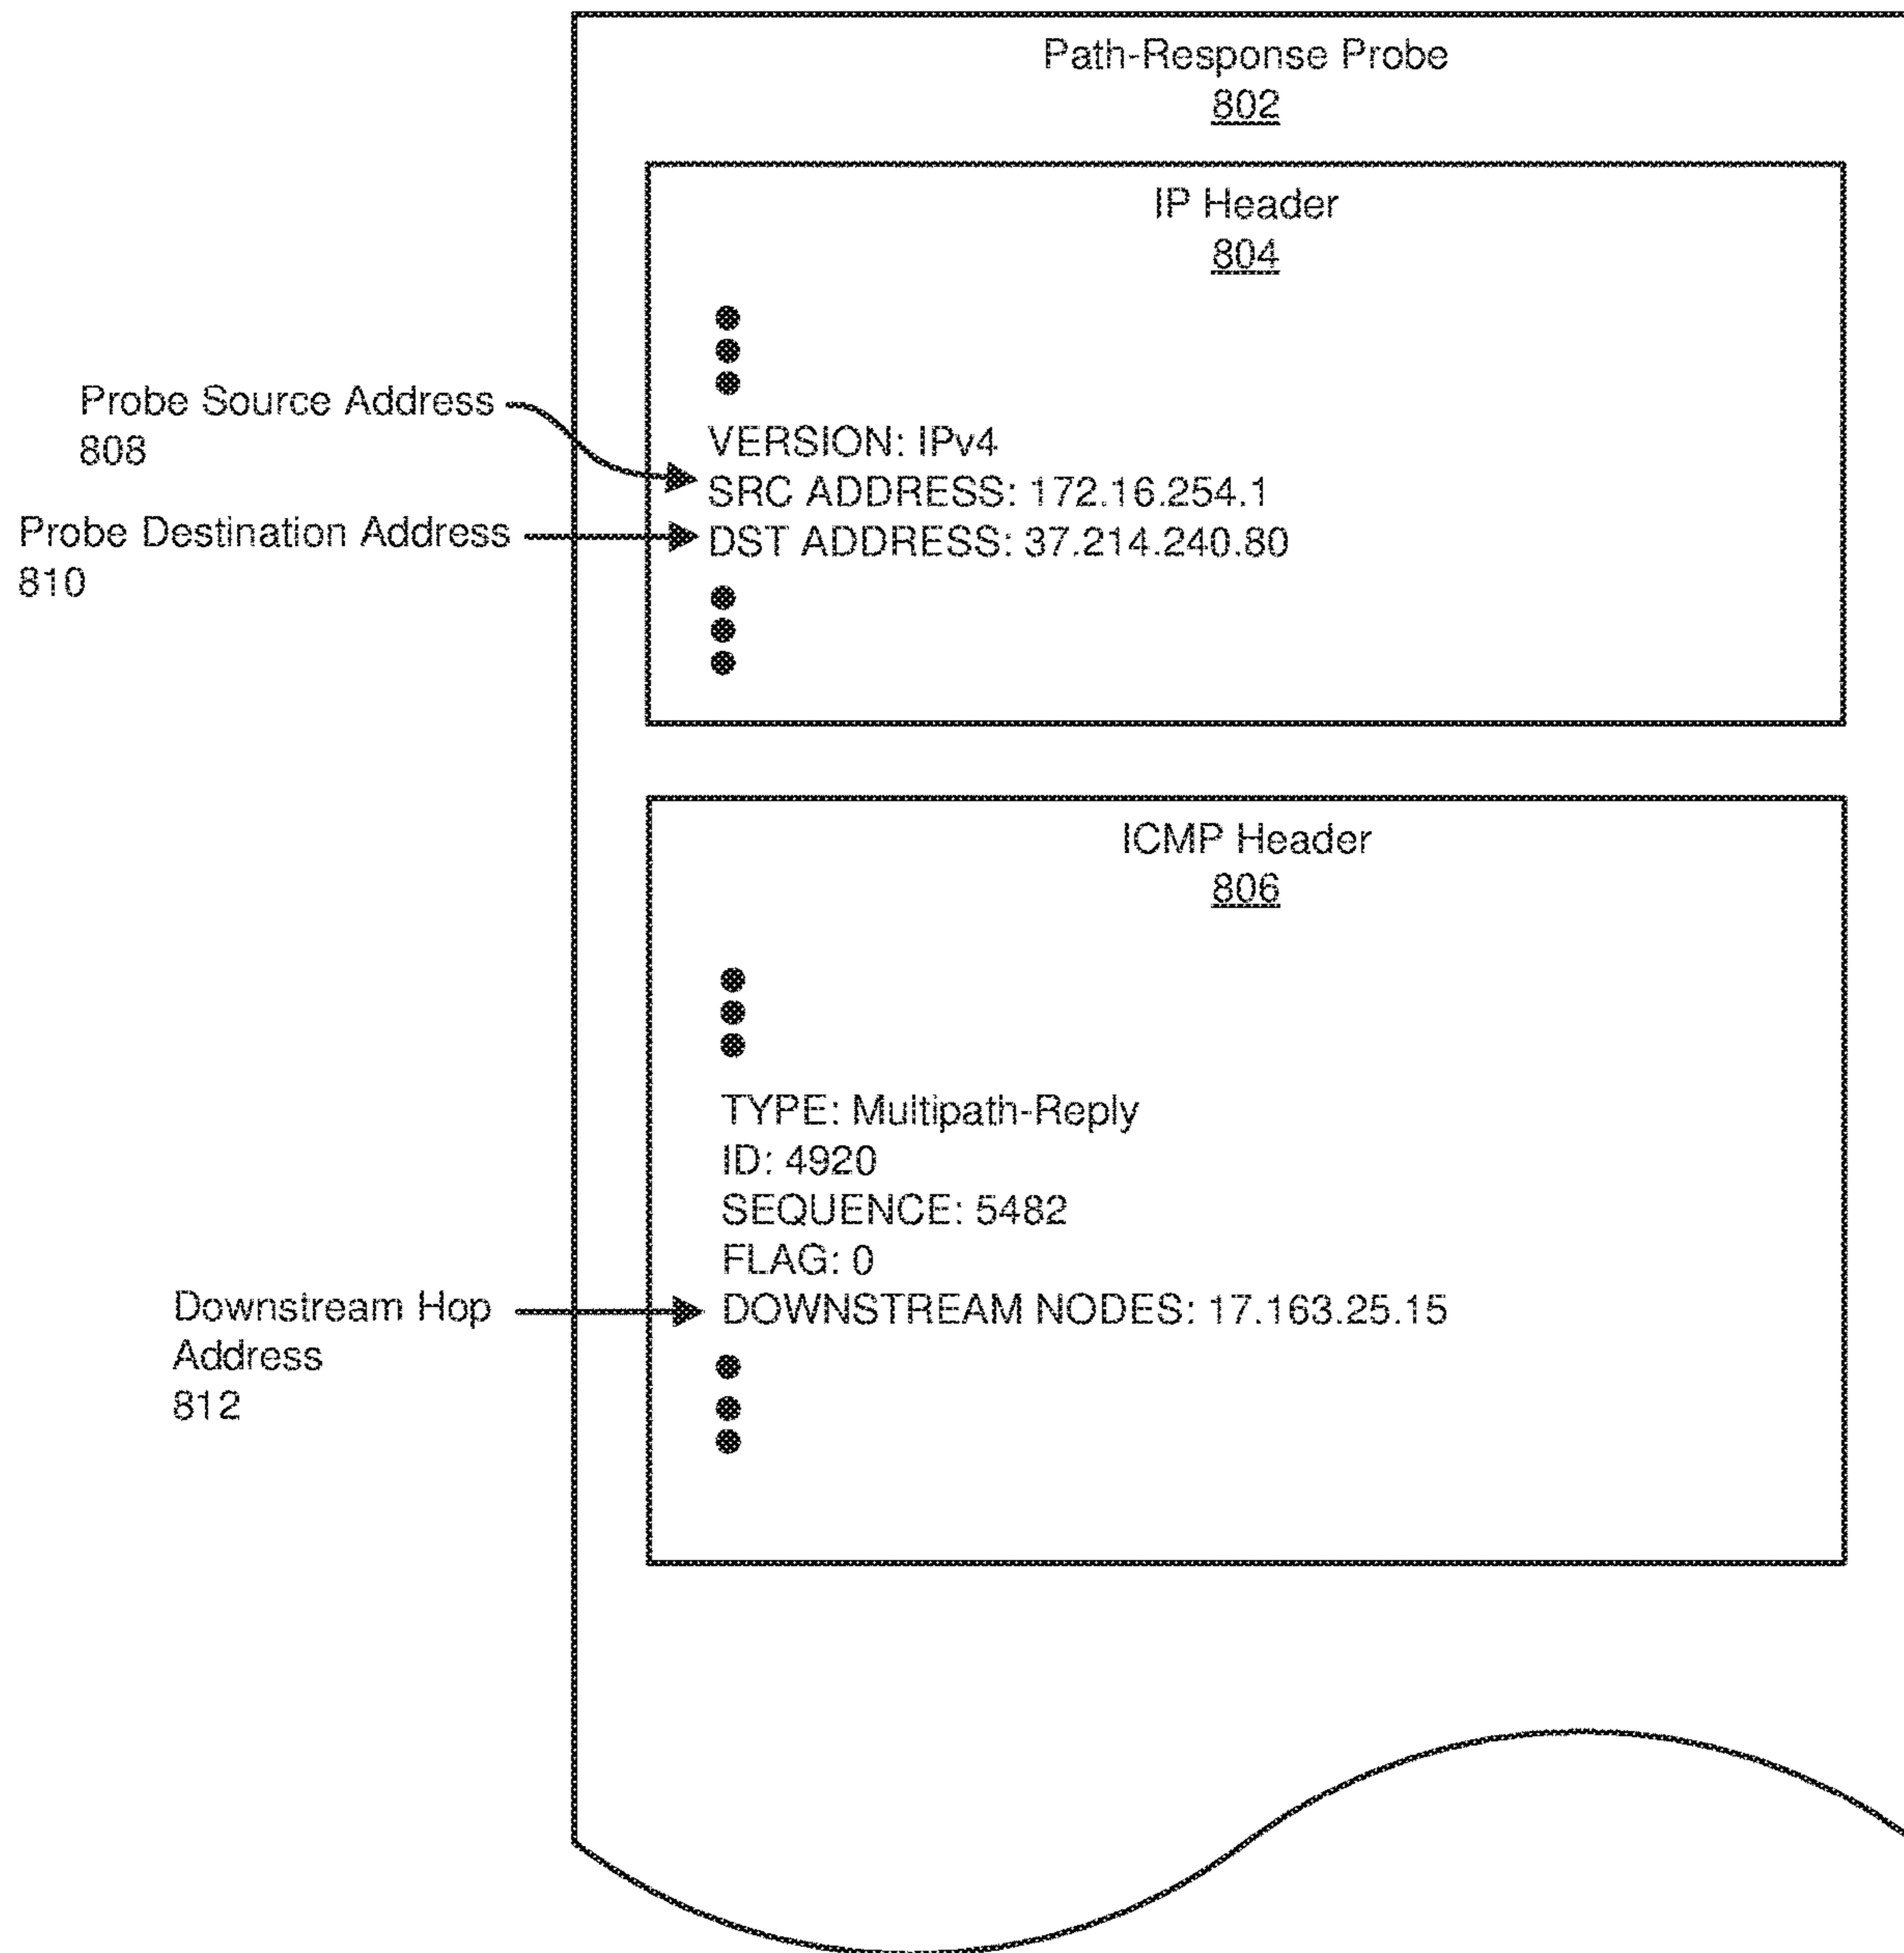 Path-Response Probe
802
IP Header
804
Probe Source Address
808
VERSION: IPv4
SRC ADDRESS: 172.16.254.1
Probe Destination Address
810
DST ADDRESS: 37.214.240.80
ICMP Header
806
TYPE: Multipath-Reply
ID: 4920
SEQUENCE: 5482
FLAG: 0
Downstream Hop
Address
812
DOWNSTREAM NODES: 17.163.25.15